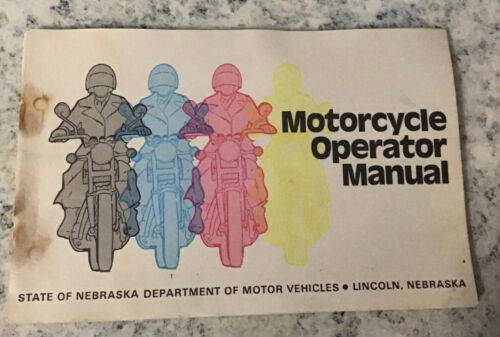 Motorcycle
Operator
Manual
STATE OF NEBRASKA DEPARTMENT OF MOTOR VEHICLES • LINCOLN, NEBRASKA